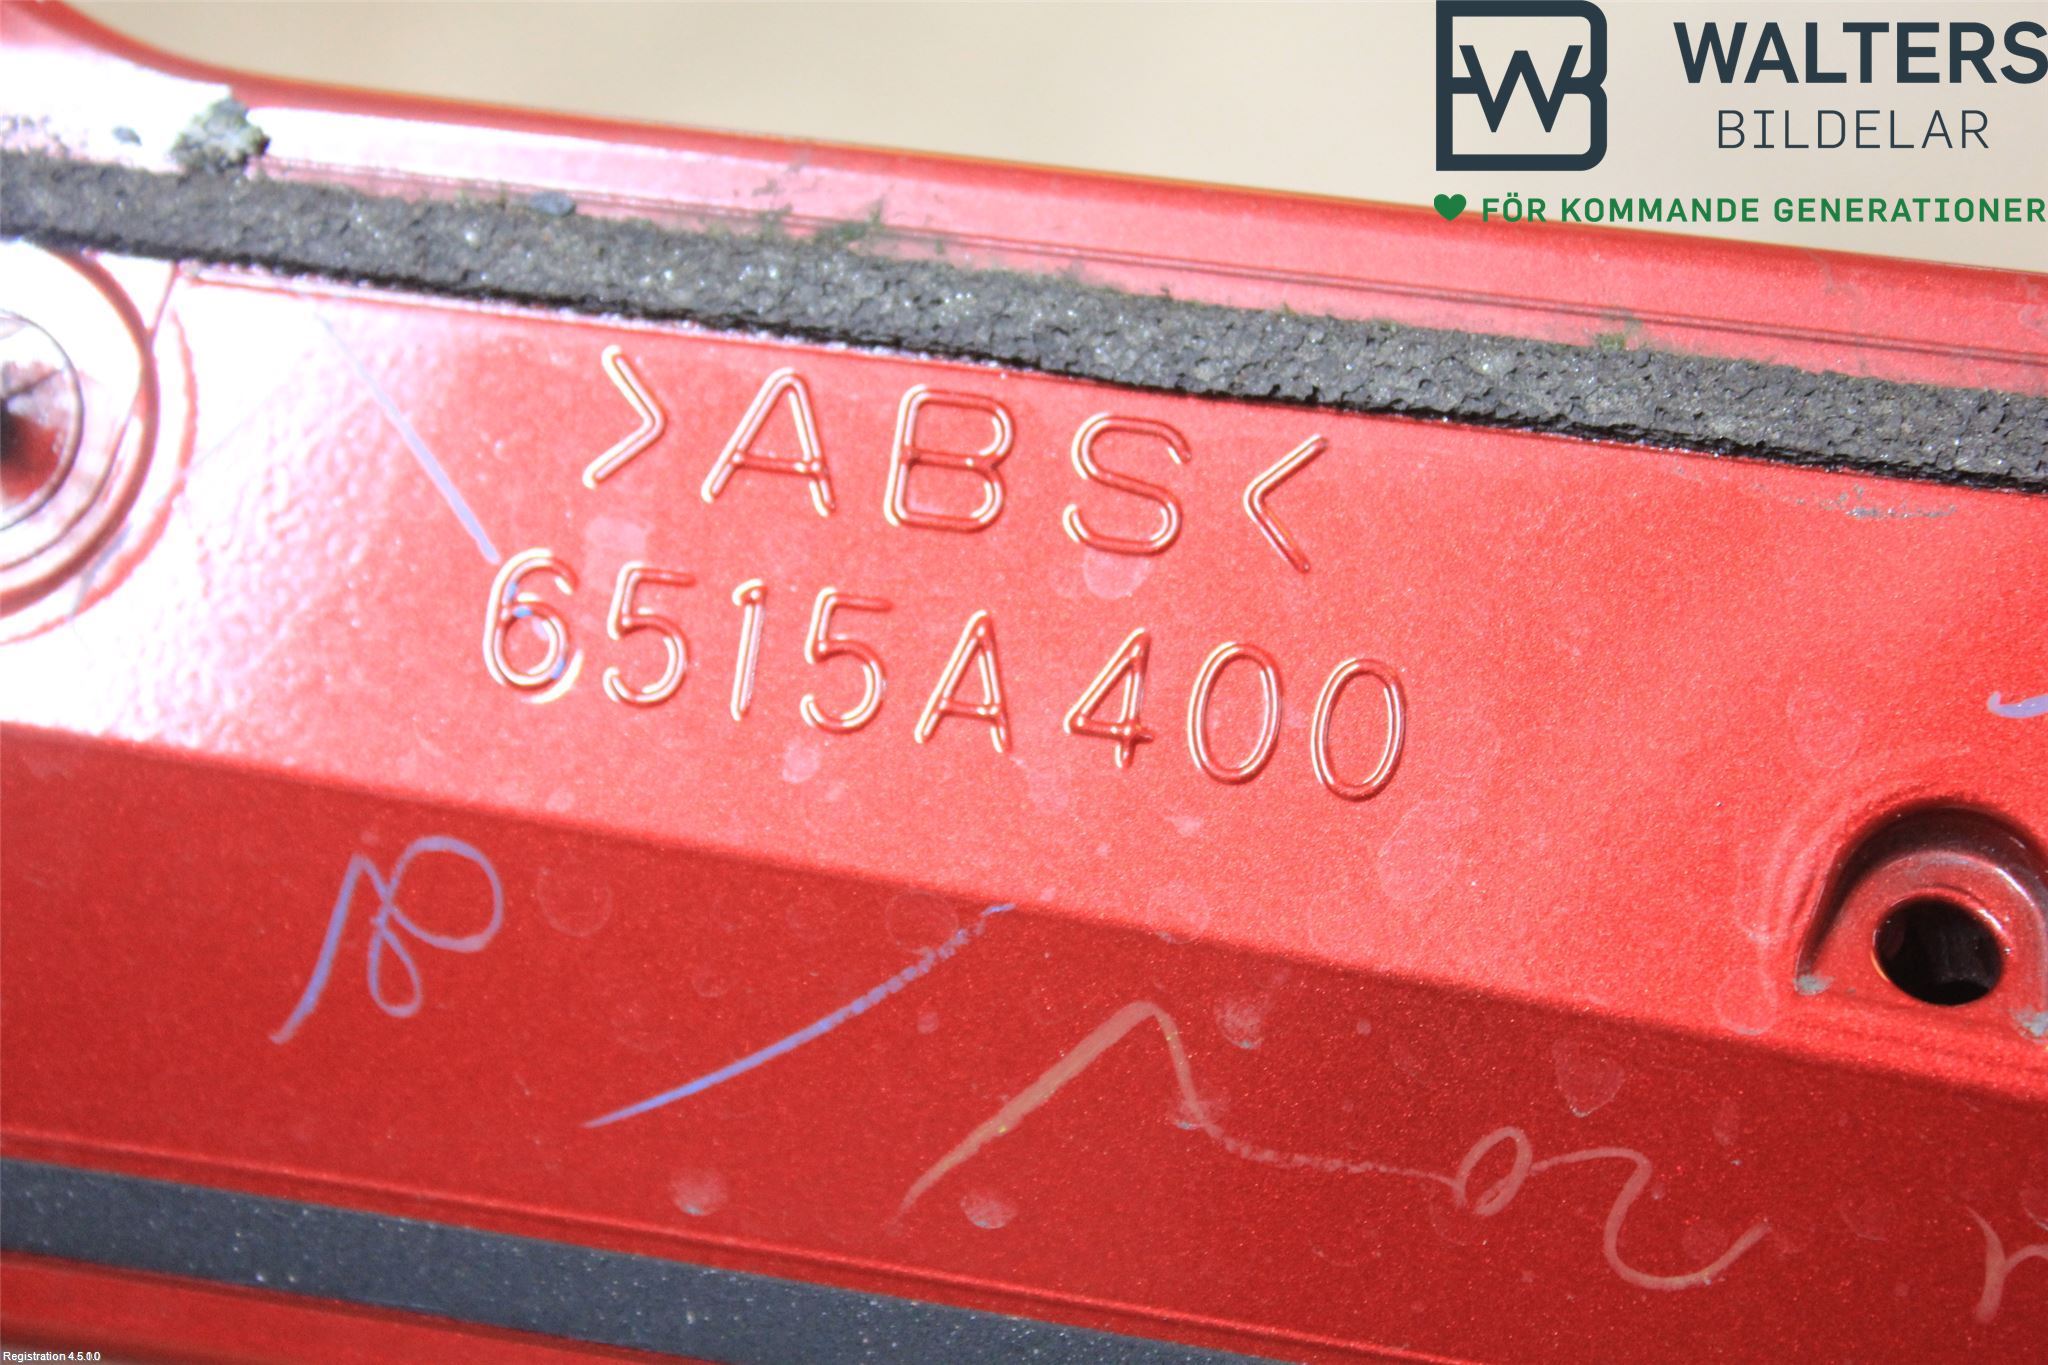 WALTERS
BILDELAR
FÖR KOMMANDE GENERATIONER
>ABS<
6515A400
Registration 4.5.0.0